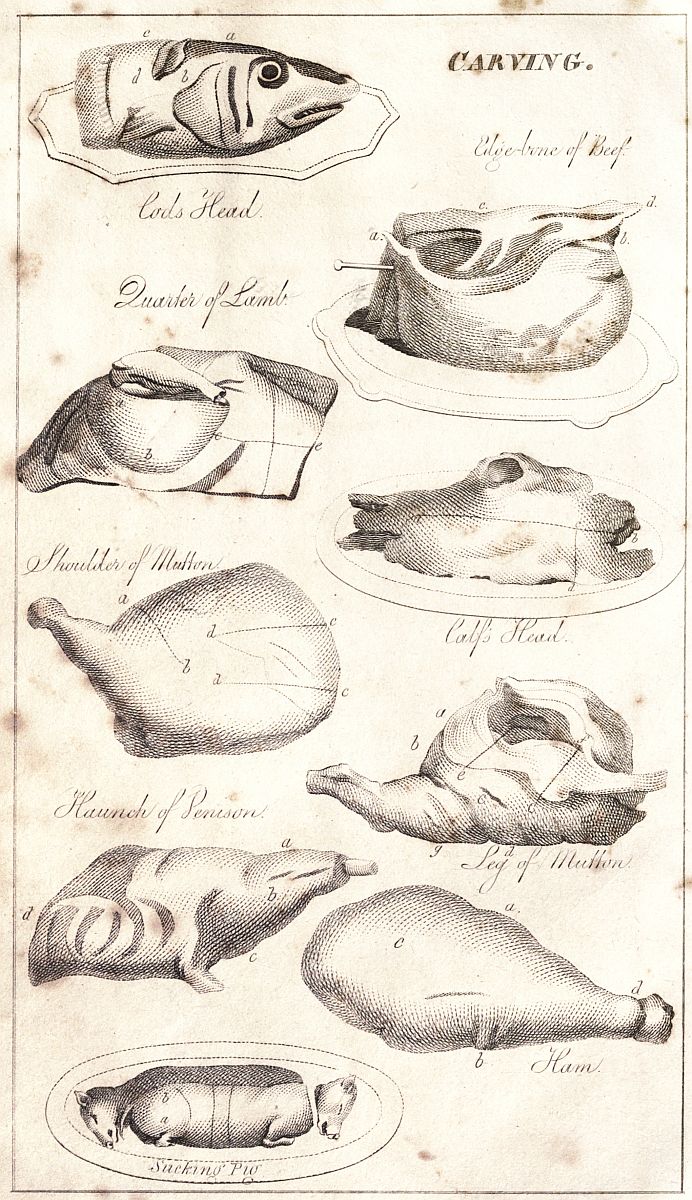 CARVING.
c a
d b
Cods Head.
Edge-bone of Beef.
a. c. d.
b.
Quarter of Lamb.
b e e
Shoulder of Mutton
a
d e
b
d c
b
d
Calf's Head.
a
b
e c c
g d
Leg of Mutton
Haunch of Venison.
a
b
d
c
a.
c
d
b
Ham.
b
a
Sucking Pig